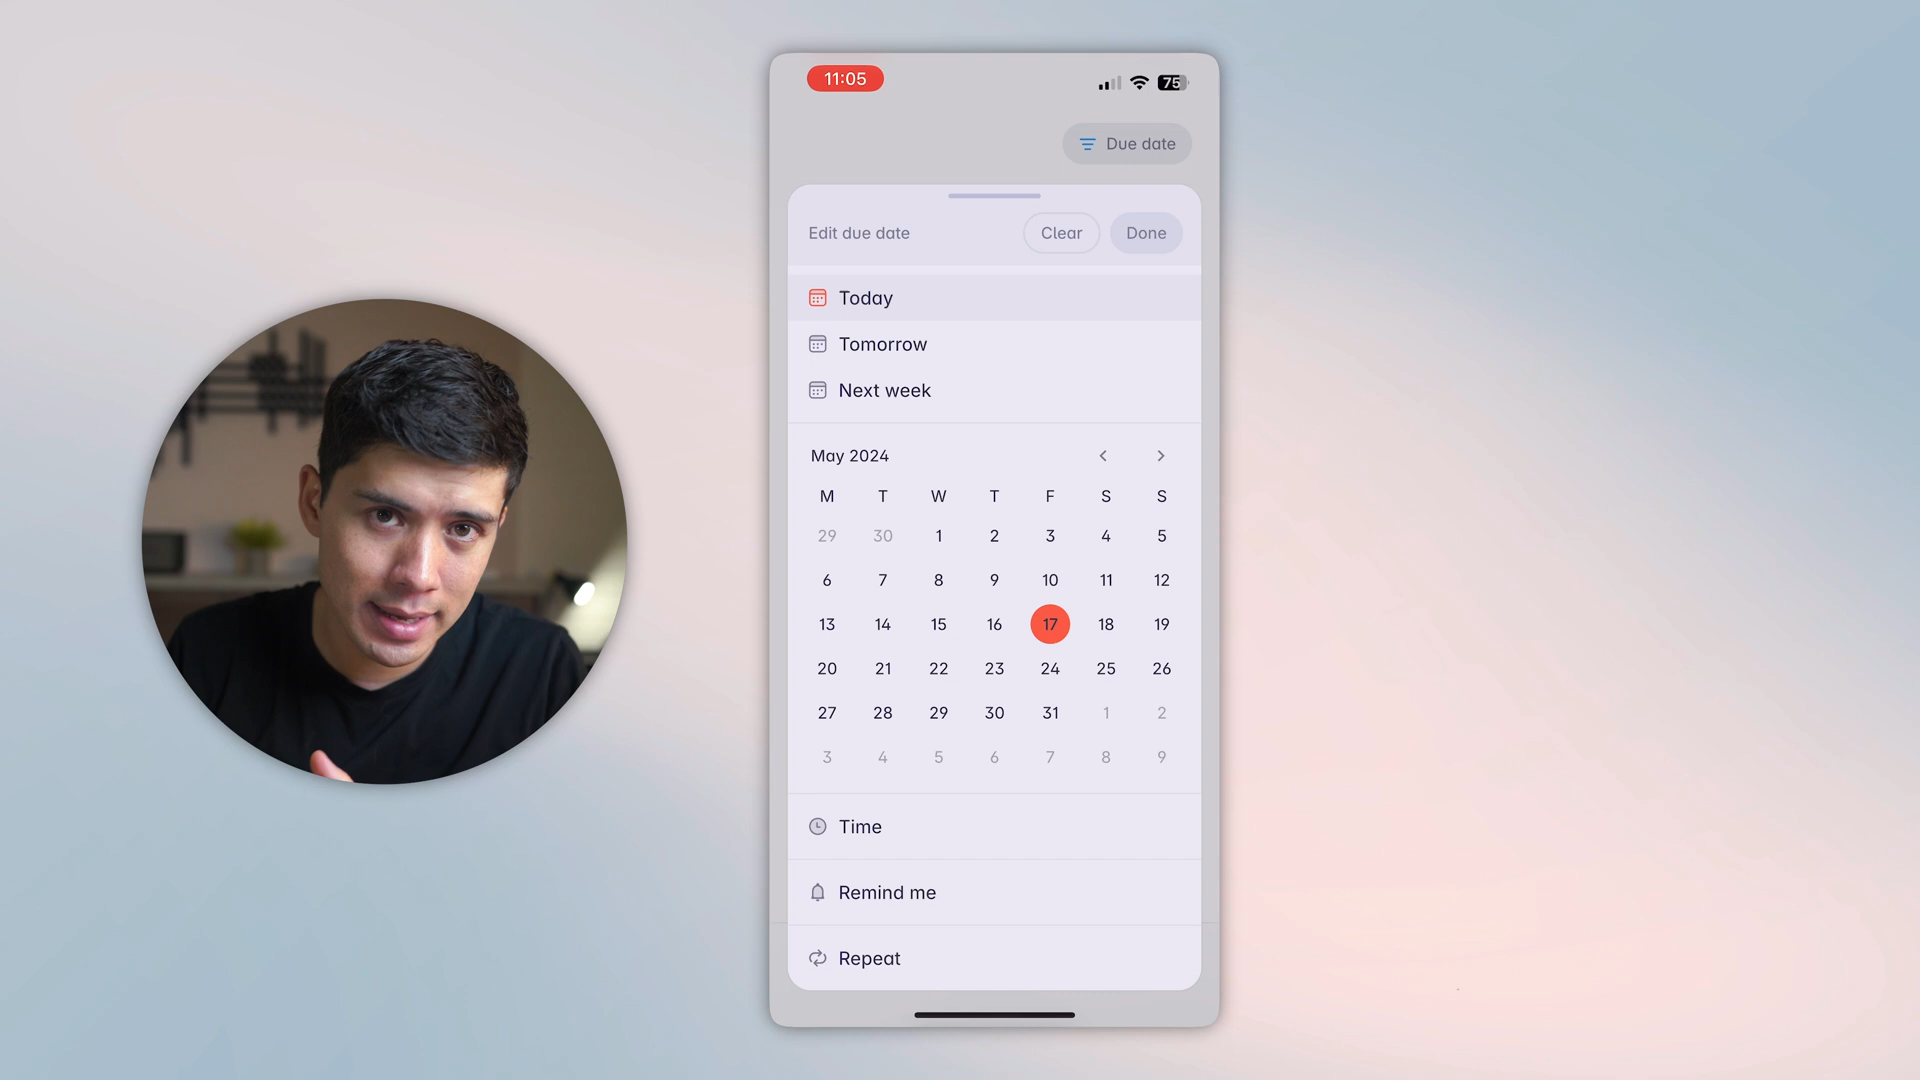 11:05
75
Due date
Edit due date Clear Done
Today
Tomorrow
Next week
May 2024
M T W T F S S
29 30 1 2 3 4 5
6 7 8 9 10 11 12
13 14 15 16 17 18 19
20 21 22 23 24 25 26
27 28 29 30 31 1 2
3 4 5 6 7 8 9
Time
Remind me
Repeat